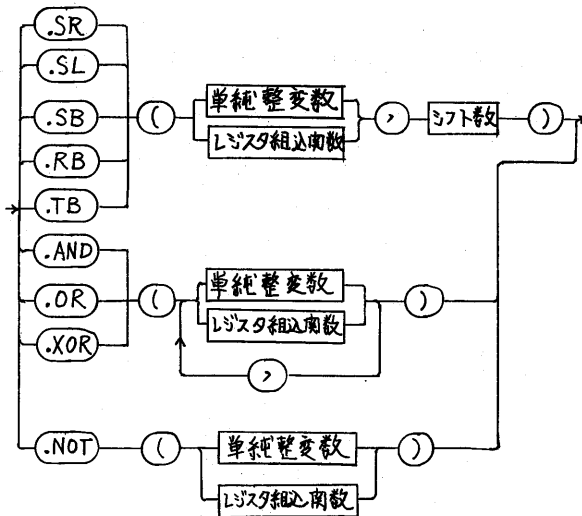 .SR
.SL
.SB
.RB
.TB
( 単純整変数 , シフト数 )
レジスタ組込関数
.AND
.OR
.XOR
( 単純整変数 )
レジスタ組込関数
,
.NOT ( 単純整変数 )
レジスタ組込関数